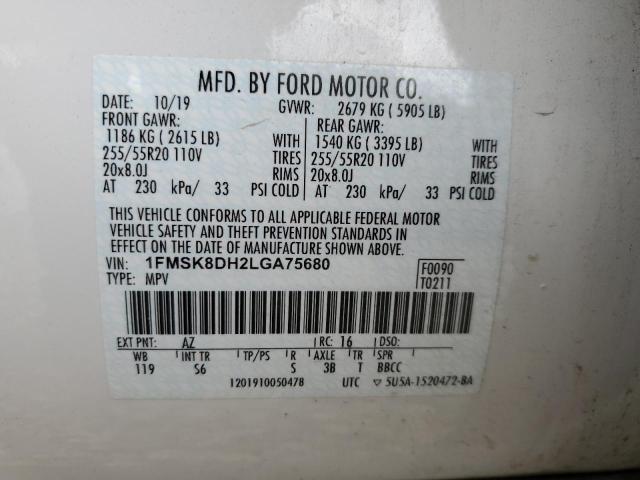 MFD. BY FORD MOTOR CO.
DATE: 10/19 GVWR: 2679 KG ( 5905 LB)
FRONT GAWR: REAR GAWR:
1186 KG ( 2615 LB) WITH 1540 KG ( 3395 LB) WITH
255/55R20 110V TIRES 255/55R20 110V TIRES
20x8.0J RIMS 20x8.0J RIMS
AT 230 kPa/ 33 PSI COLD AT 230 kPa/ 33 PSI COLD
THIS VEHICLE CONFORMS TO ALL APPLICABLE FEDERAL MOTOR
VEHICLE SAFETY AND THEFT PREVENTION STANDARDS IN
EFFECT ON THE DATE OF MANUFACTURE SHOWN ABOVE.
VIN: 1FMSK8DH2LGA75680 F0090
TYPE: MPV T0211
EXT PNT: AZ RC: 16 DSO:
WB INT TR TP/PS R AXLE TR SPR
119 S6 S 3B T BBCC
1201910050478 UTC ▽ 5U5A-1520472-BA